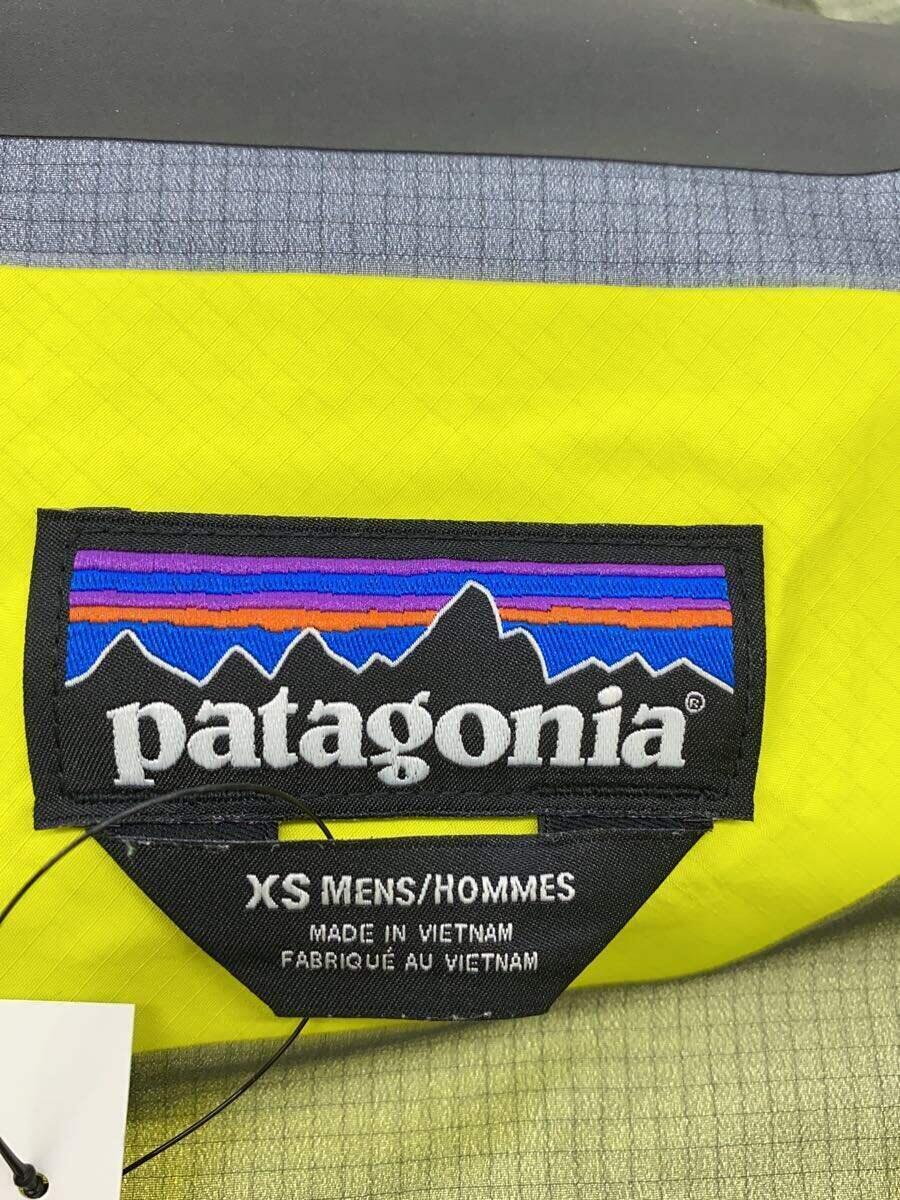 patagonia®
XS MENS/HOMMES
MADE IN VIETNAM
FABRIQUÉ AU VIETNAM